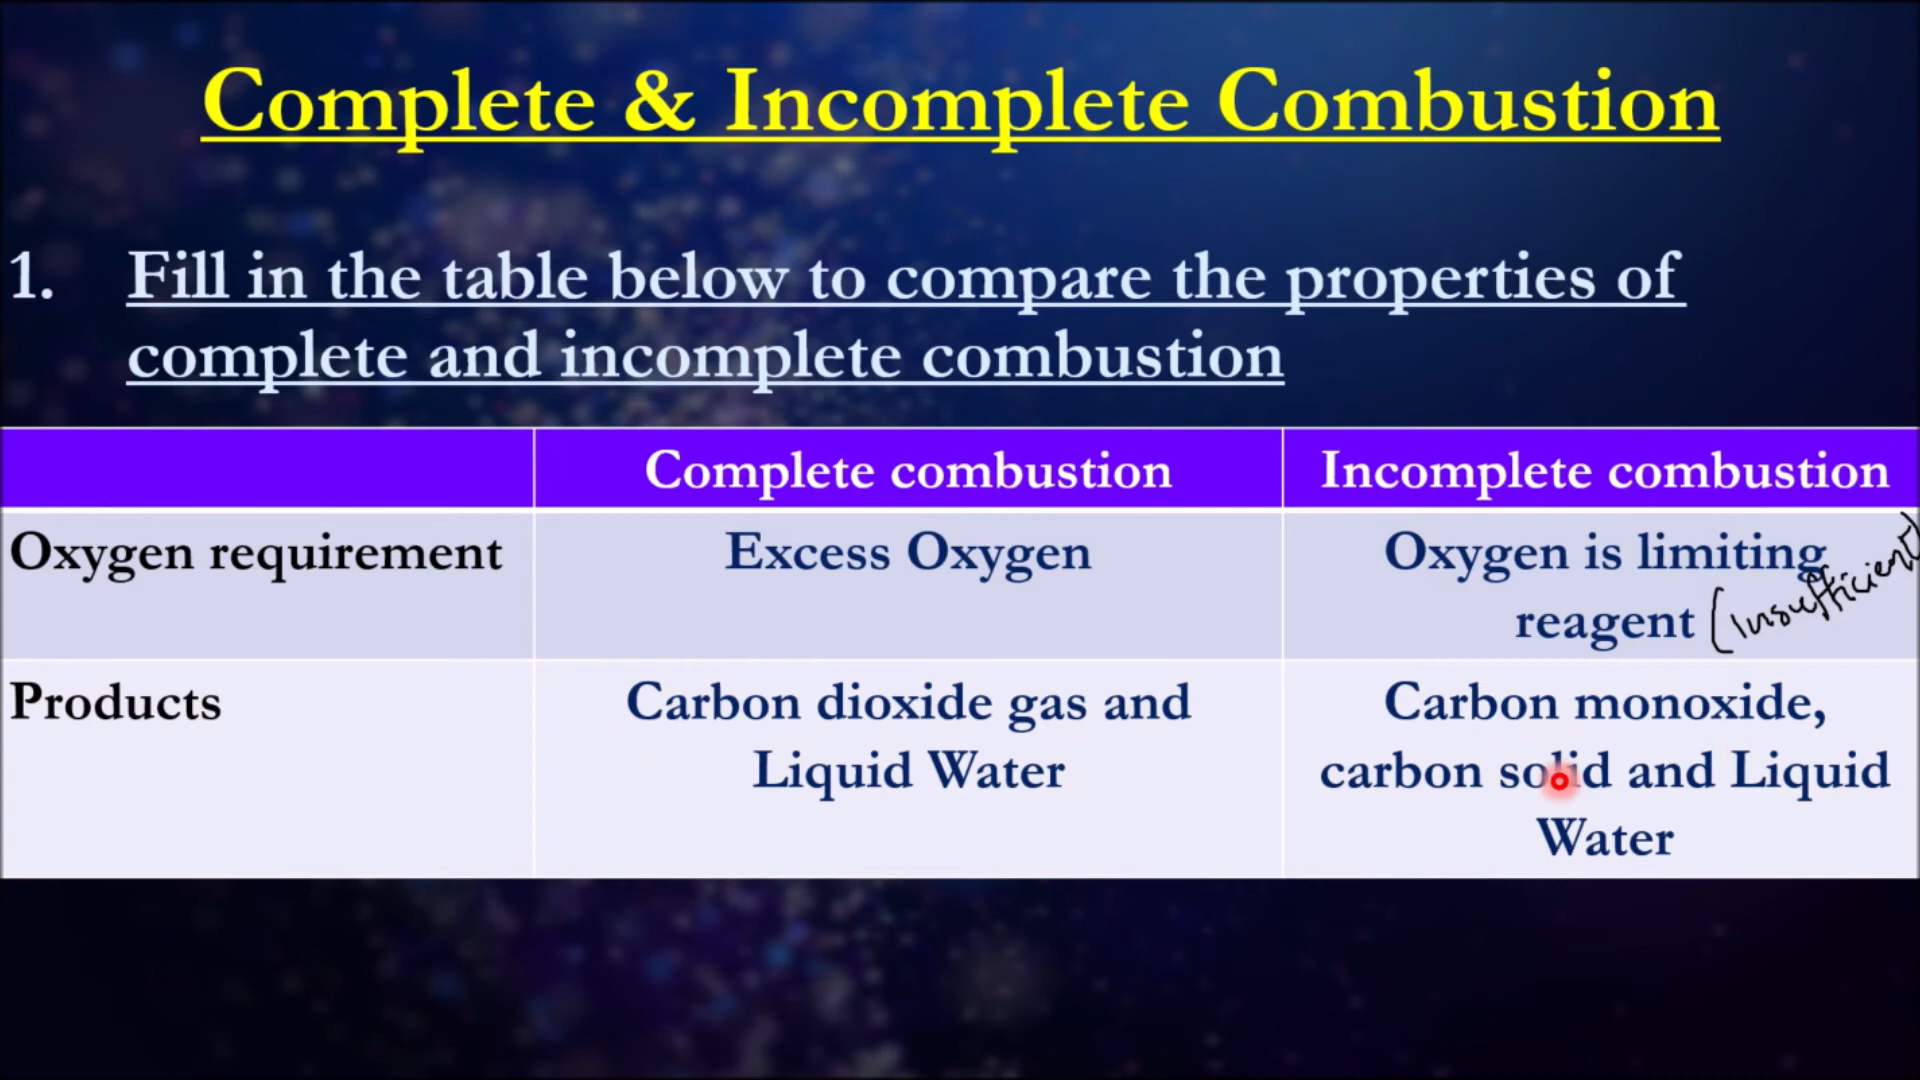 Complete & Incomplete Combustion
1. Fill in the table below to compare the properties of
complete and incomplete combustion
Complete combustion
Incomplete combustion
Oxygen requirement
Excess Oxygen
Oxygen is limiting
reagent (Insufficient)
Products
Carbon dioxide gas and
Liquid Water
Carbon monoxide,
carbon solid and Liquid
Water